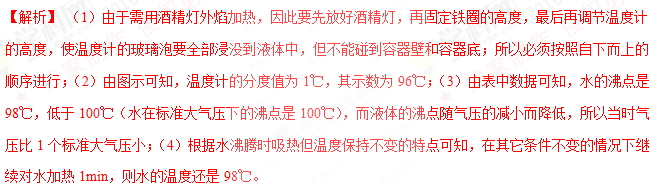 【解析】（1）由于需用酒精灯外焰加热，因此要先放好酒精灯，再固定铁圈的高度，最后再调节温度计
的高度，使温度计的玻璃泡要全部浸没到液体中，但不能碰到容器壁和容器底；所以必须按照自下而上的
顺序进行；（2）由图示可知，温度计的分度值为 1℃，其示数为 96℃；（3）由表中数据可知，水的沸点是
98℃，低于 100℃（水在标准大气压下的沸点是 100℃），而液体的沸点随气压的减小而降低，所以当时气
压比 1 个标准大气压小；（4）根据水沸腾时吸热但温度保持不变的特点可知，在其它条件不变的情况下继
续对水加热 1min，则水的温度还是 98℃。